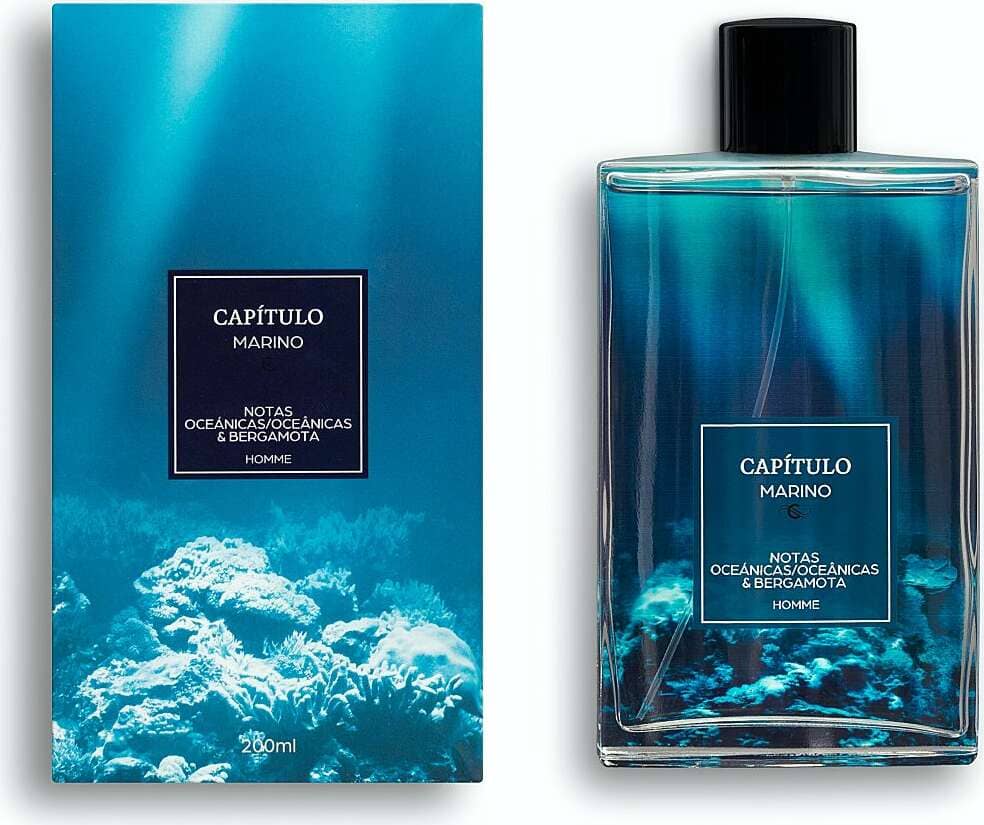 CAPÍTULO
MARINO
NOTAS
OCEÁNICAS/OCEÂNICAS
& BERGAMOTA
HOMME
200ml
CAPÍTULO
MARINO
NOTAS
OCEÁNICAS/OCEÂNICAS
& BERGAMOTA
HOMME